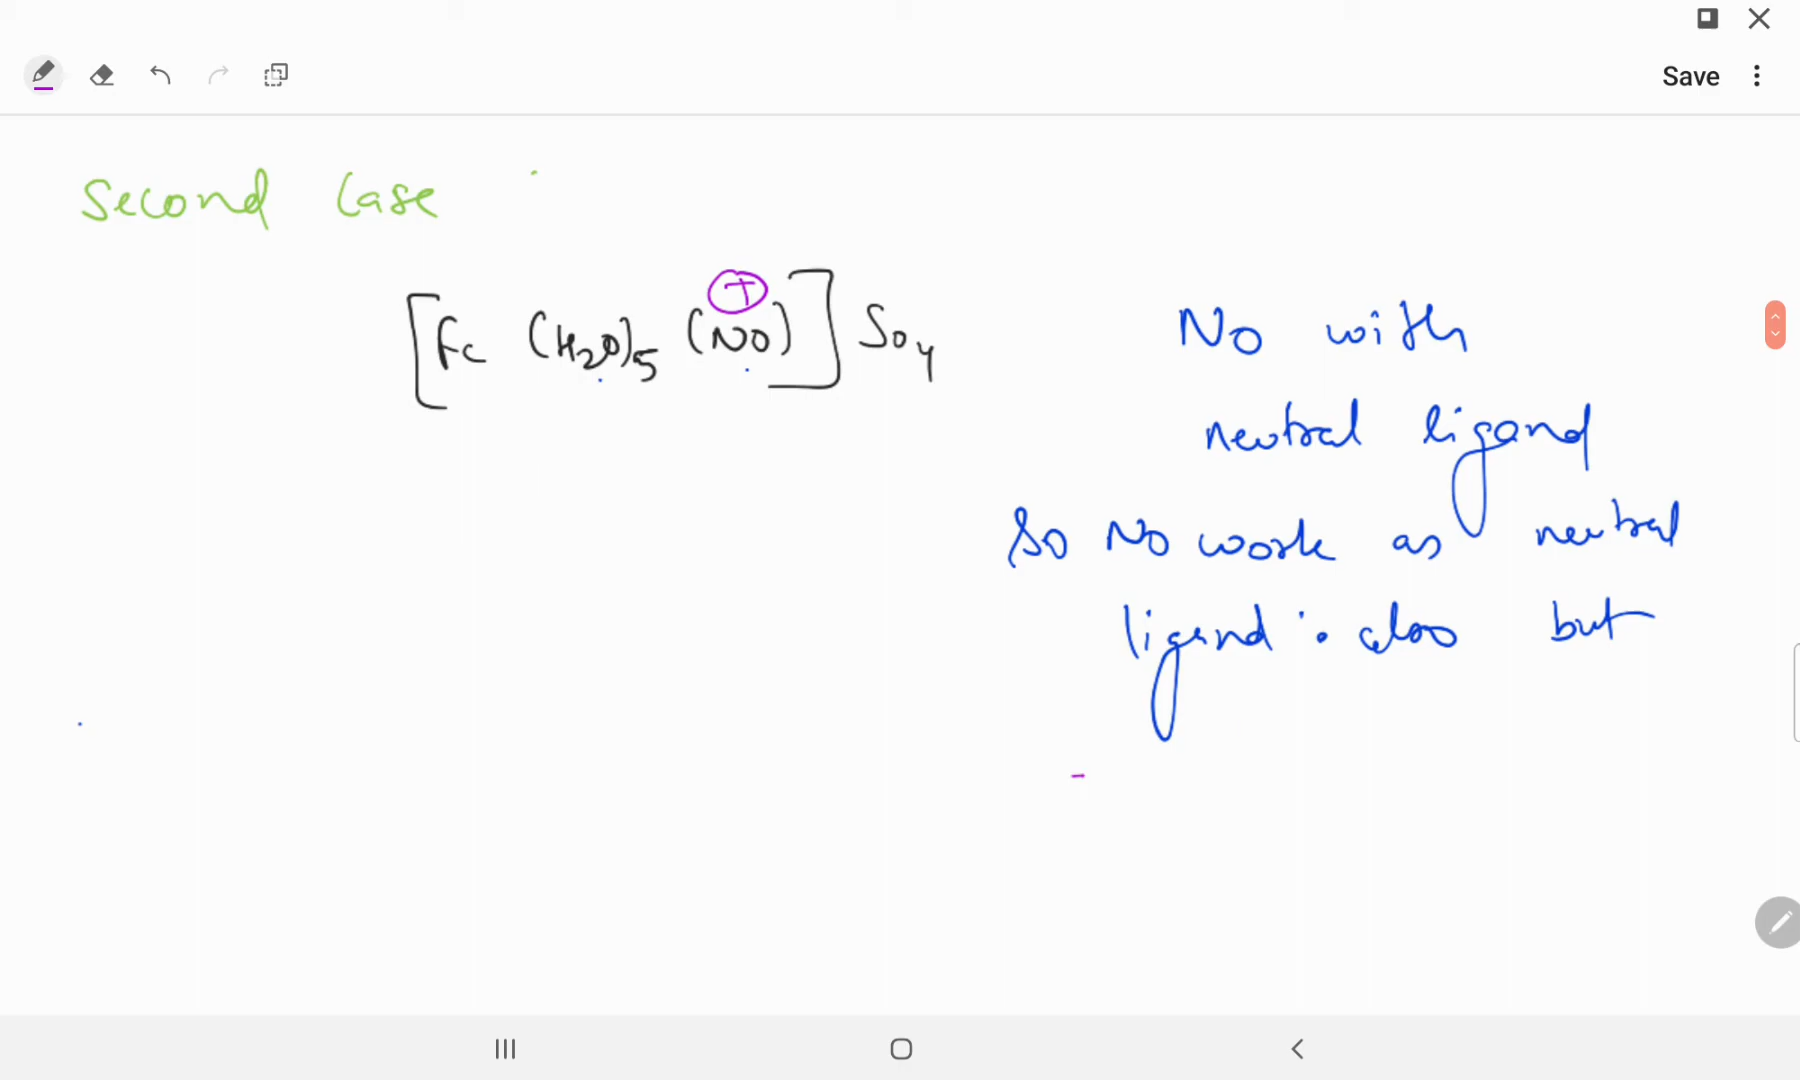 Save
Second Case
[Fe (H2O)5 (NO)⊕] SO4
NO with
neutral ligand
So NO work as neutral
ligand : also but
-